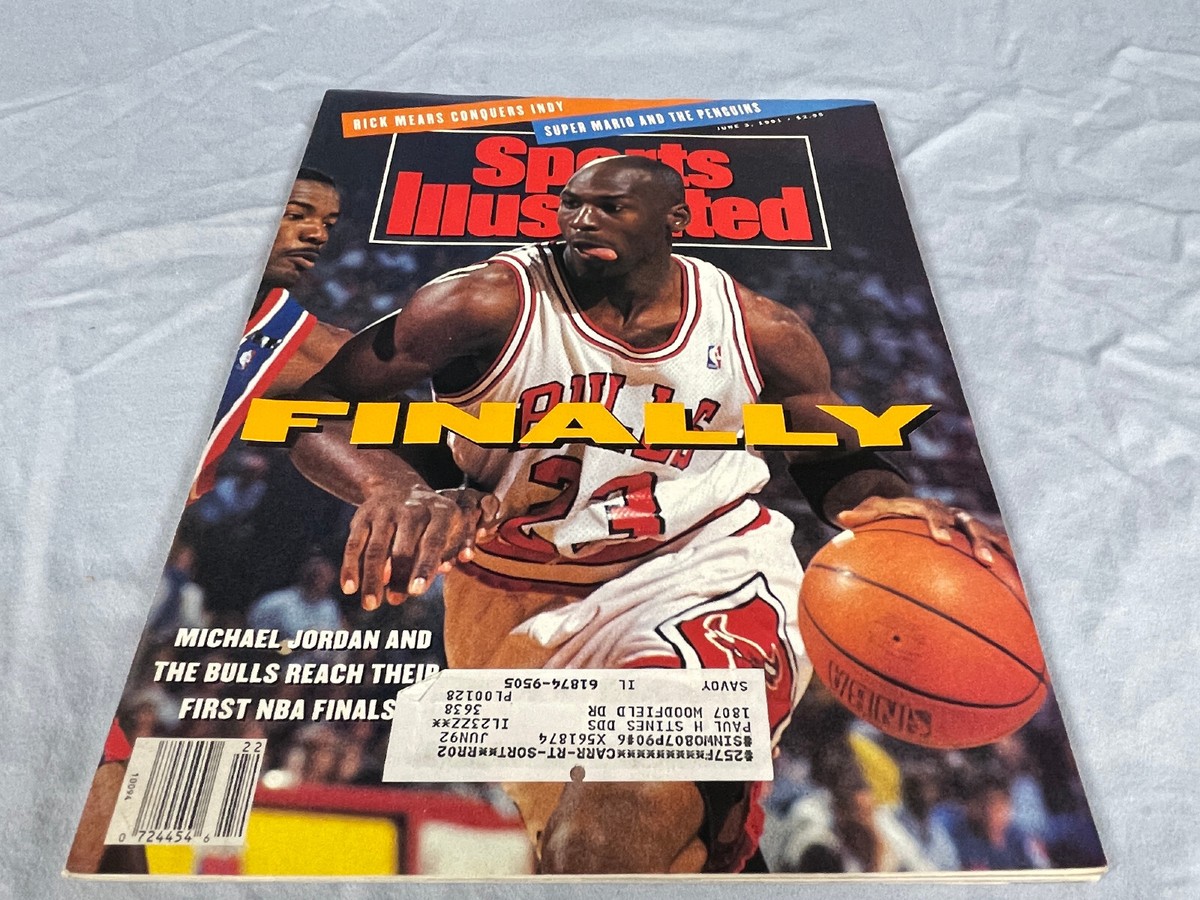 RICK MEARS CONQUERS INDY
SUPER MARIO AND THE PENGUINS
JUNE 3, 1991 • $2.95
Sports
Illustrated
BULLS
23
FINALLY
MICHAEL JORDAN AND
THE BULLS REACH THEIR
FIRST NBA FINALS
#257F********CARR-RT-SORT**RR02
#SINW0807P90#6 X561874 JUN92
PAUL H STINES DDS IL23ZZ**
1807 WOODFIELD DR 3638
PL00128
SAVOY IL 61874-9505
22
10094
0 724454 6